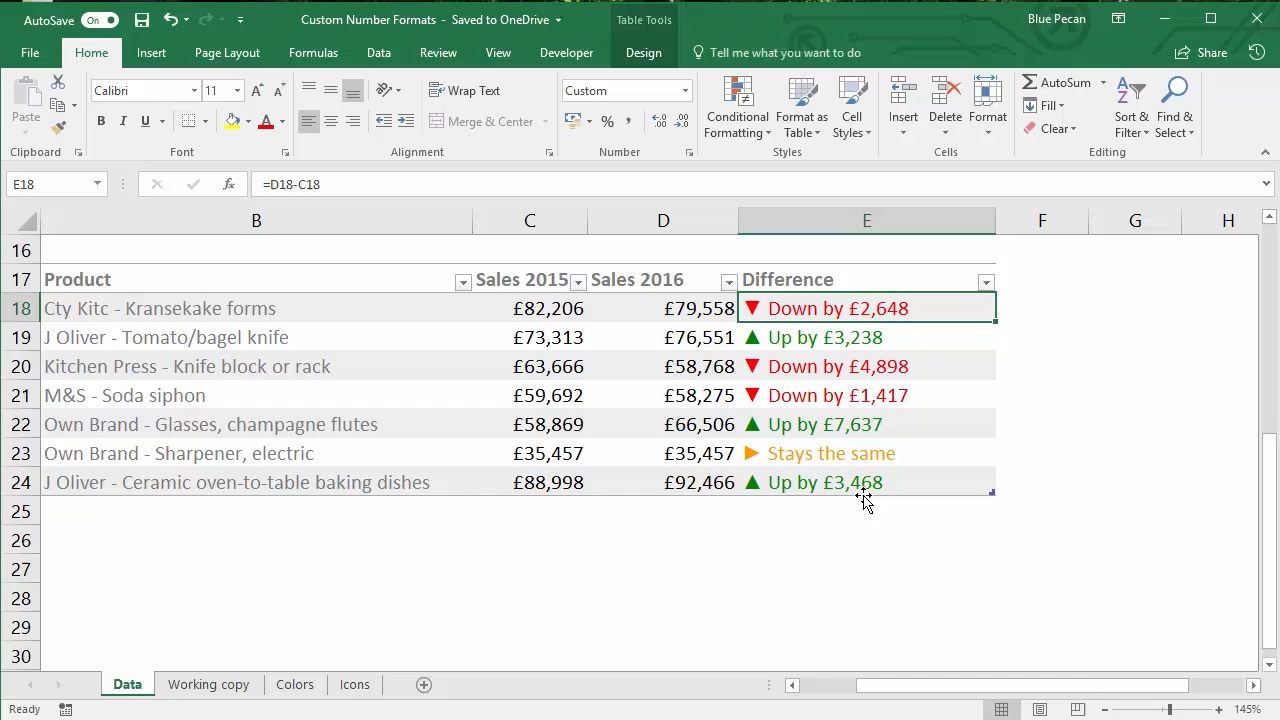 AutoSave On Custom Number Formats - Saved to OneDrive Table Tools Blue Pecan
File Home Insert Page Layout Formulas Data Review View Developer Design Tell me what you want to do Share
Paste Calibri 11 A A Wrap Text Custom Conditional Formatting Format as Table Cell Styles Insert Delete Format AutoSum Sort & Filter Find & Select
B I U A Merge & Center % , Fill
Clear
Clipboard Font Alignment Number Styles Cells Editing
E18 fx =D18-C18
B C D E F G H
16
17 Product Sales 2015 Sales 2016 Difference
18 Cty Kitc - Kransekake forms £82,206 £79,558 ▼ Down by £2,648
19 J Oliver - Tomato/bagel knife £73,313 £76,551 ▲ Up by £3,238
20 Kitchen Press - Knife block or rack £63,666 £58,768 ▼ Down by £4,898
21 M&S - Soda siphon £59,692 £58,275 ▼ Down by £1,417
22 Own Brand - Glasses, champagne flutes £58,869 £66,506 ▲ Up by £7,637
23 Own Brand - Sharpener, electric £35,457 £35,457 ► Stays the same
24 J Oliver - Ceramic oven-to-table baking dishes £88,998 £92,466 ▲ Up by £3,468
25
26
27
28
29
30
Data Working copy Colors Icons
Ready 145%